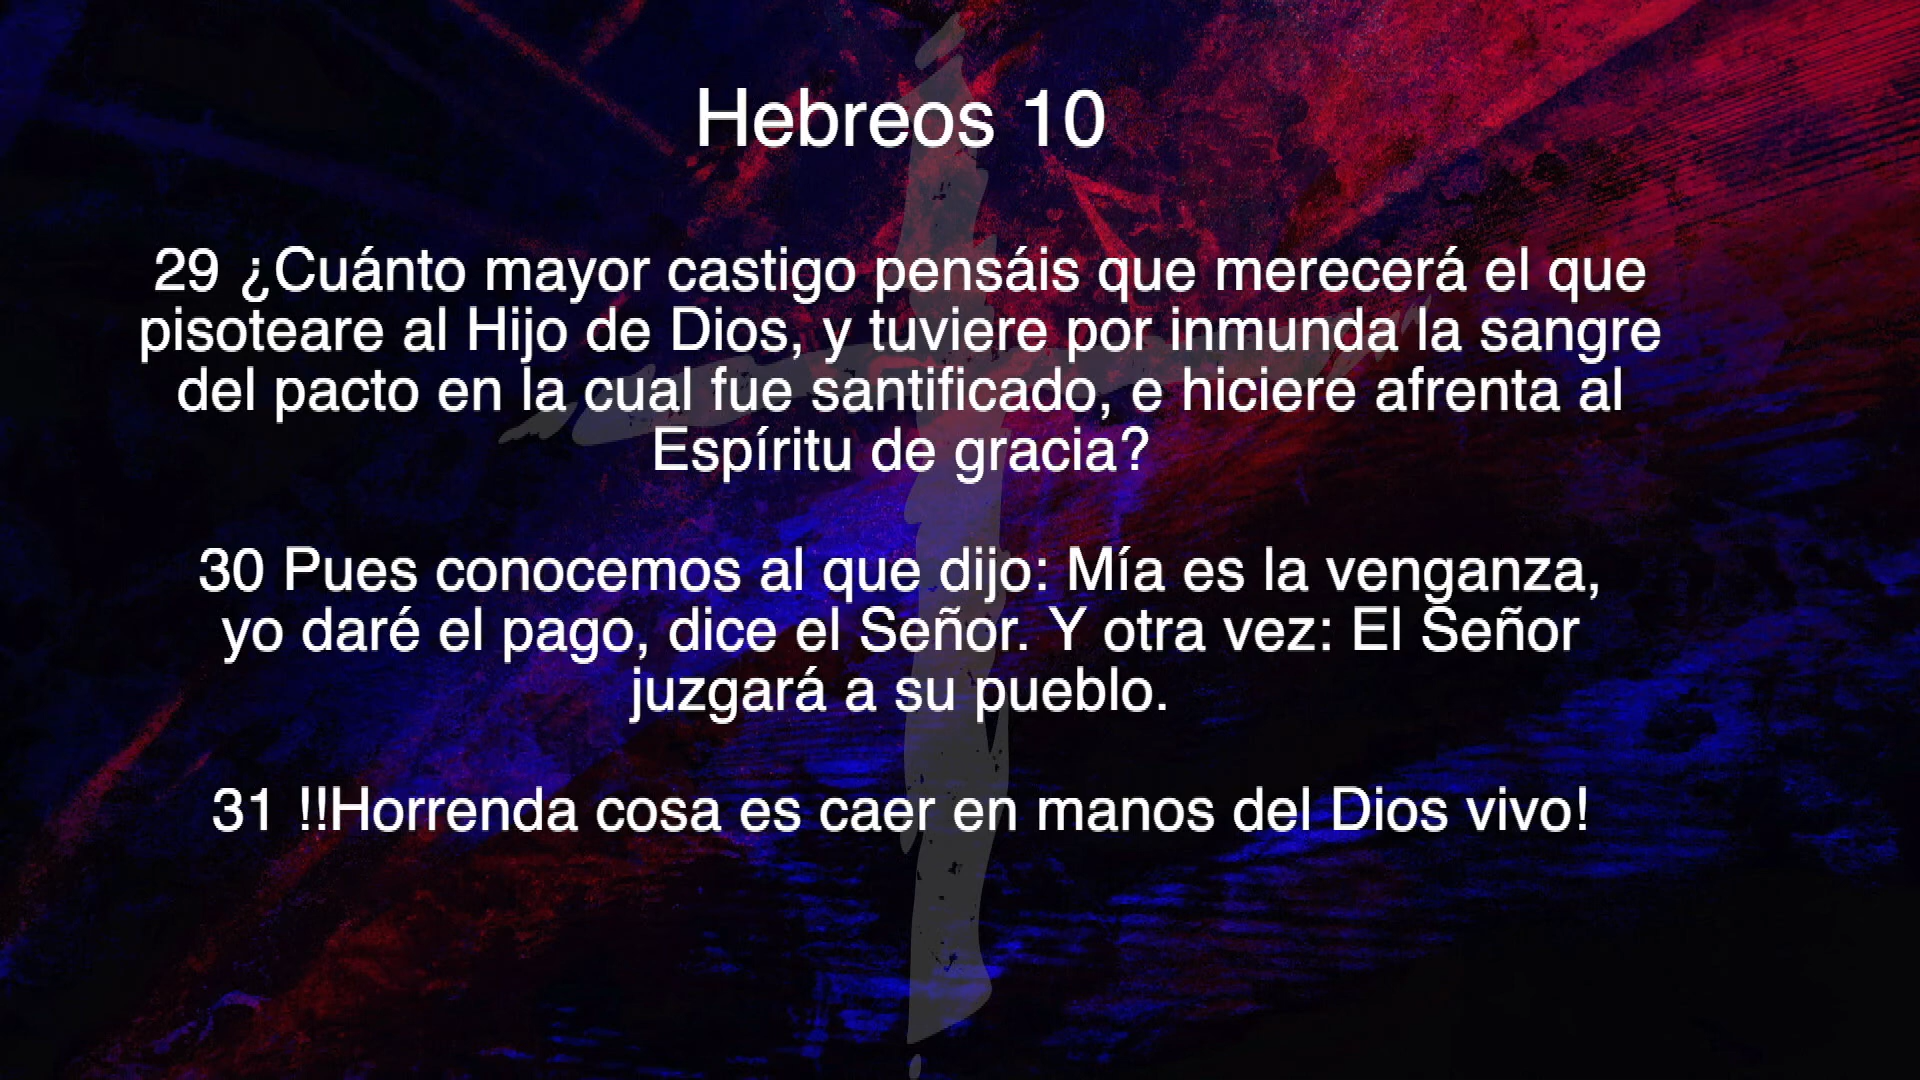 Hebreos 10
29 ¿Cuánto mayor castigo pensáis que merecerá el que
pisoteare al Hijo de Dios, y tuviere por inmunda la sangre
del pacto en la cual fue santificado, e hiciere afrenta al
Espíritu de gracia?
30 Pues conocemos al que dijo: Mía es la venganza,
yo daré el pago, dice el Señor. Y otra vez: El Señor
juzgará a su pueblo.
31 !!Horrenda cosa es caer en manos del Dios vivo!